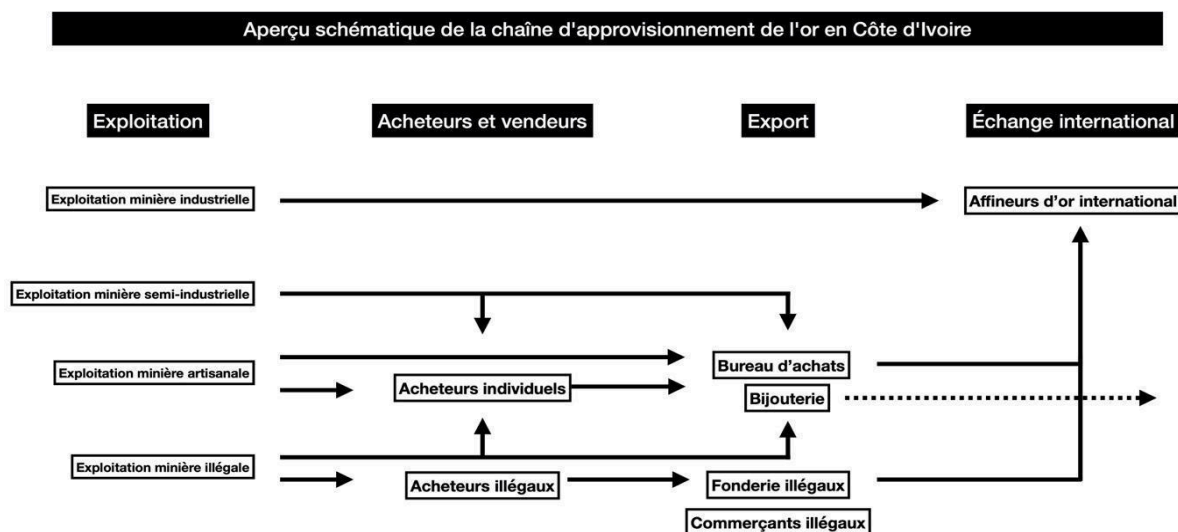 Aperçu schématique de la chaîne d'approvisionnement de l'or en Côte d'Ivoire
Exploitation
Acheteurs et vendeurs
Export
Échange international
Exploitation minière industrielle
Affineurs d'or international
Exploitation minière semi-industrielle
Exploitation minière artisanale
Acheteurs individuels
Bureau d'achats
Bijouterie
Exploitation minière illégale
Acheteurs illégaux
Fonderie illégaux
Commerçants illégaux